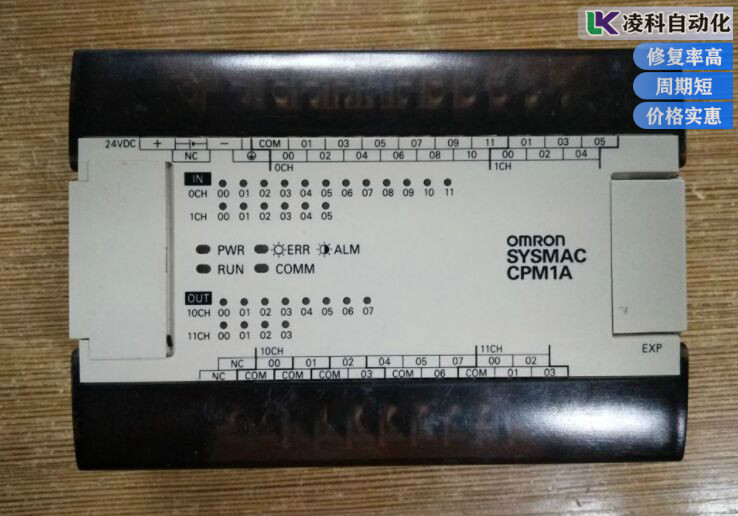 LK 凌科自动化
修复率高
周期短
价格实惠
24VDC + − COM 01 03 05 07 09 11 01 03 05
NC 00 02 04 06 08 10 00 02 04
0CH 1CH
IN
0CH 00 01 02 03 04 05 06 07 08 09 10 11
1CH 00 01 02 03 04 05
PWR ERR ALM
RUN COMM
omron
SYSMAC
CPM1A
OUT
10CH 00 01 02 03 04 05 06 07
11CH 00 01 02 03
EXP
10CH 11CH
NC 00 01 02 04 05 07 00 02
NC COM COM COM 03 COM 06 COM 01 03